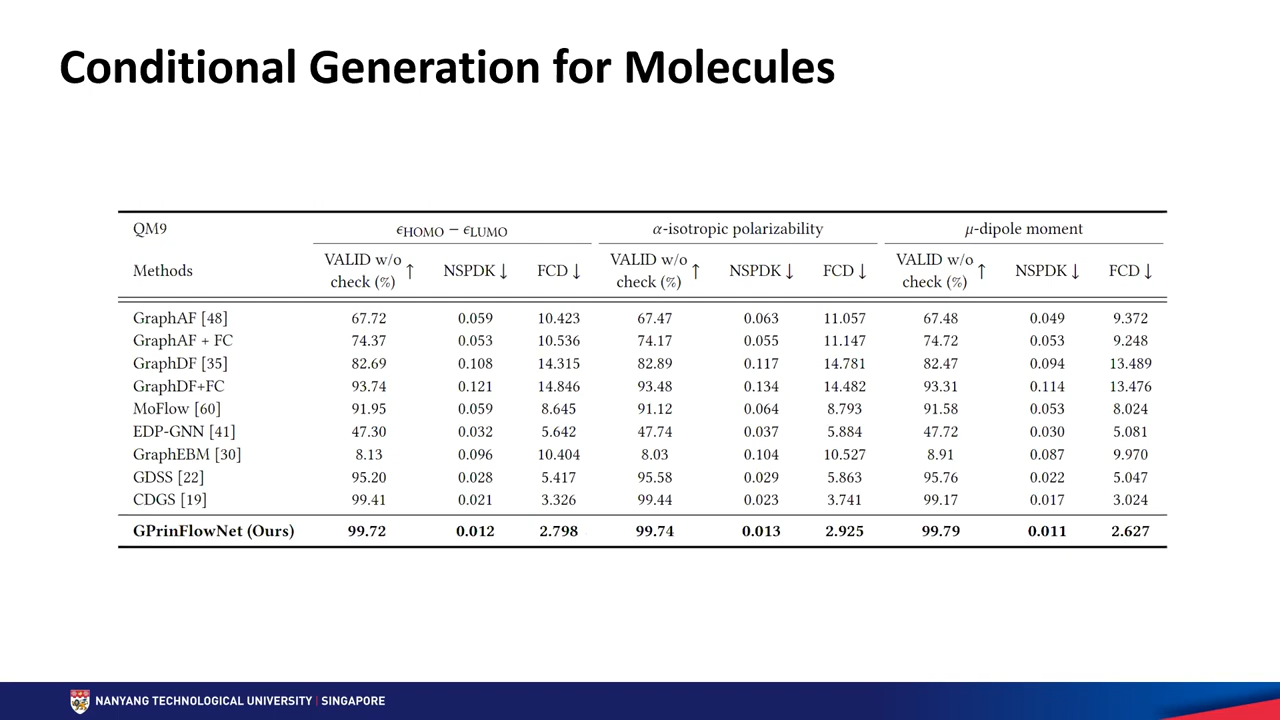 Conditional Generation for Molecules
QM9 ϵHOMO − ϵLUMO α-isotropic polarizability μ-dipole moment
Methods VALID w/o check (%) ↑ NSPDK ↓ FCD ↓ VALID w/o check (%) ↑ NSPDK ↓ FCD ↓ VALID w/o check (%) ↑ NSPDK ↓ FCD ↓
GraphAF [48] 67.72 0.059 10.423 67.47 0.063 11.057 67.48 0.049 9.372
GraphAF + FC 74.37 0.053 10.536 74.17 0.055 11.147 74.72 0.053 9.248
GraphDF [35] 82.69 0.108 14.315 82.89 0.117 14.781 82.47 0.094 13.489
GraphDF+FC 93.74 0.121 14.846 93.48 0.134 14.482 93.31 0.114 13.476
MoFlow [60] 91.95 0.059 8.645 91.12 0.064 8.793 91.58 0.053 8.024
EDP-GNN [41] 47.30 0.032 5.642 47.74 0.037 5.884 47.72 0.030 5.081
GraphEBM [30] 8.13 0.096 10.404 8.03 0.104 10.527 8.91 0.087 9.970
GDSS [22] 95.20 0.028 5.417 95.58 0.029 5.863 95.76 0.022 5.047
CDGS [19] 99.41 0.021 3.326 99.44 0.023 3.741 99.17 0.017 3.024
GPrinFlowNet (Ours) 99.72 0.012 2.798 99.74 0.013 2.925 99.79 0.011 2.627
NANYANG TECHNOLOGICAL UNIVERSITY | SINGAPORE